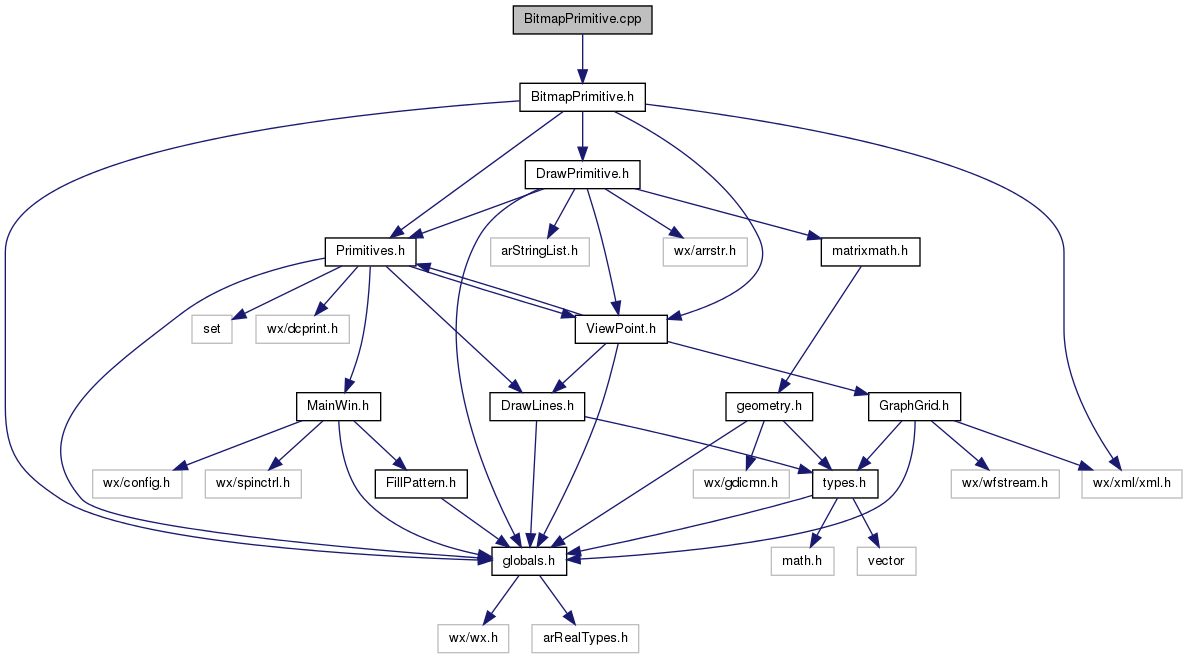 BitmapPrimitive.cpp
BitmapPrimitive.h
DrawPrimitive.h
Primitives.h
arStringList.h
wx/arrstr.h
matrixmath.h
set
wx/dcprint.h
ViewPoint.h
MainWin.h
DrawLines.h
geometry.h
GraphGrid.h
wx/config.h
wx/spinctrl.h
FillPattern.h
wx/gdicmn.h
types.h
wx/wfstream.h
wx/xml/xml.h
globals.h
math.h
vector
wx/wx.h
arRealTypes.h